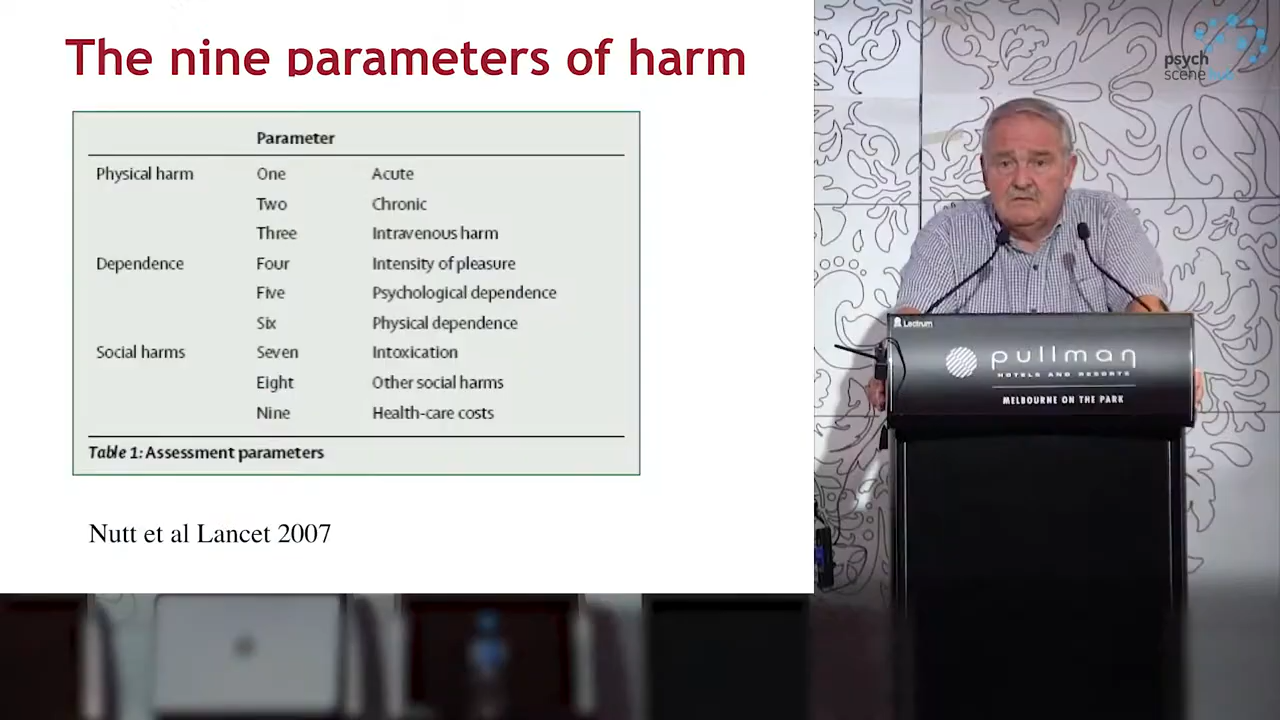 The nine parameters of harm
Parameter
Physical harm One Acute
Two Chronic
Three Intravenous harm
Dependence Four Intensity of pleasure
Five Psychological dependence
Six Physical dependence
Social harms Seven Intoxication
Eight Other social harms
Nine Health-care costs
Table 1: Assessment parameters
Nutt et al Lancet 2007
psych
scene hub
Lectrum
pullman
HOTELS AND RESORTS
MELBOURNE ON THE PARK